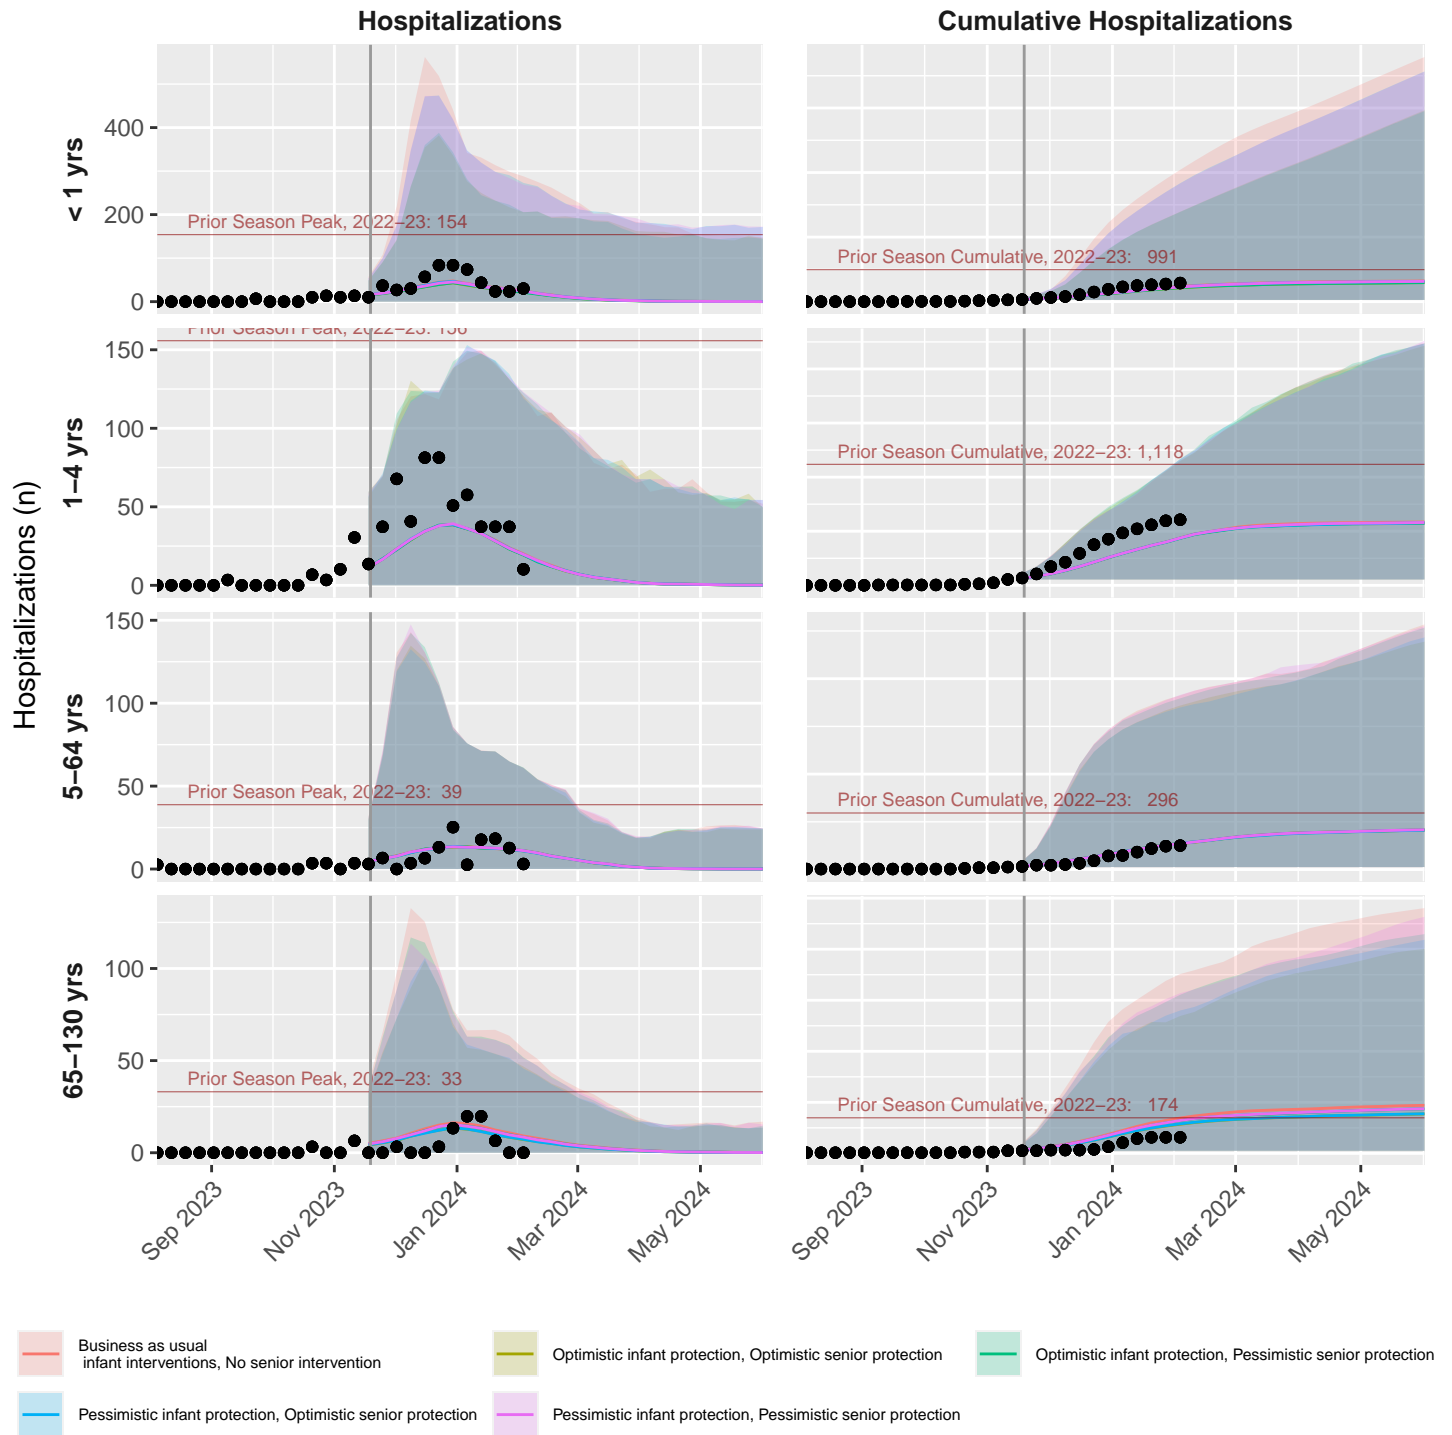 Hospitalizations
Cumulative Hospitalizations
Hospitalizations (n)
< 1 yrs
400
200
0
Prior Season Peak, 2022–23: 154
Prior Season Cumulative, 2022–23: 991
1–4 yrs
150
100
50
0
Prior Season Peak, 2022–23: 156
Prior Season Cumulative, 2022–23: 1,118
5–64 yrs
150
100
50
0
Prior Season Peak, 2022–23: 39
Prior Season Cumulative, 2022–23: 296
65–130 yrs
100
50
0
Prior Season Peak, 2022–23: 33
Prior Season Cumulative, 2022–23: 174
Sep 2023
Nov 2023
Jan 2024
Mar 2024
May 2024
Sep 2023
Nov 2023
Jan 2024
Mar 2024
May 2024
Business as usual
infant interventions, No senior intervention
Optimistic infant protection, Optimistic senior protection
Optimistic infant protection, Pessimistic senior protection
Pessimistic infant protection, Optimistic senior protection
Pessimistic infant protection, Pessimistic senior protection